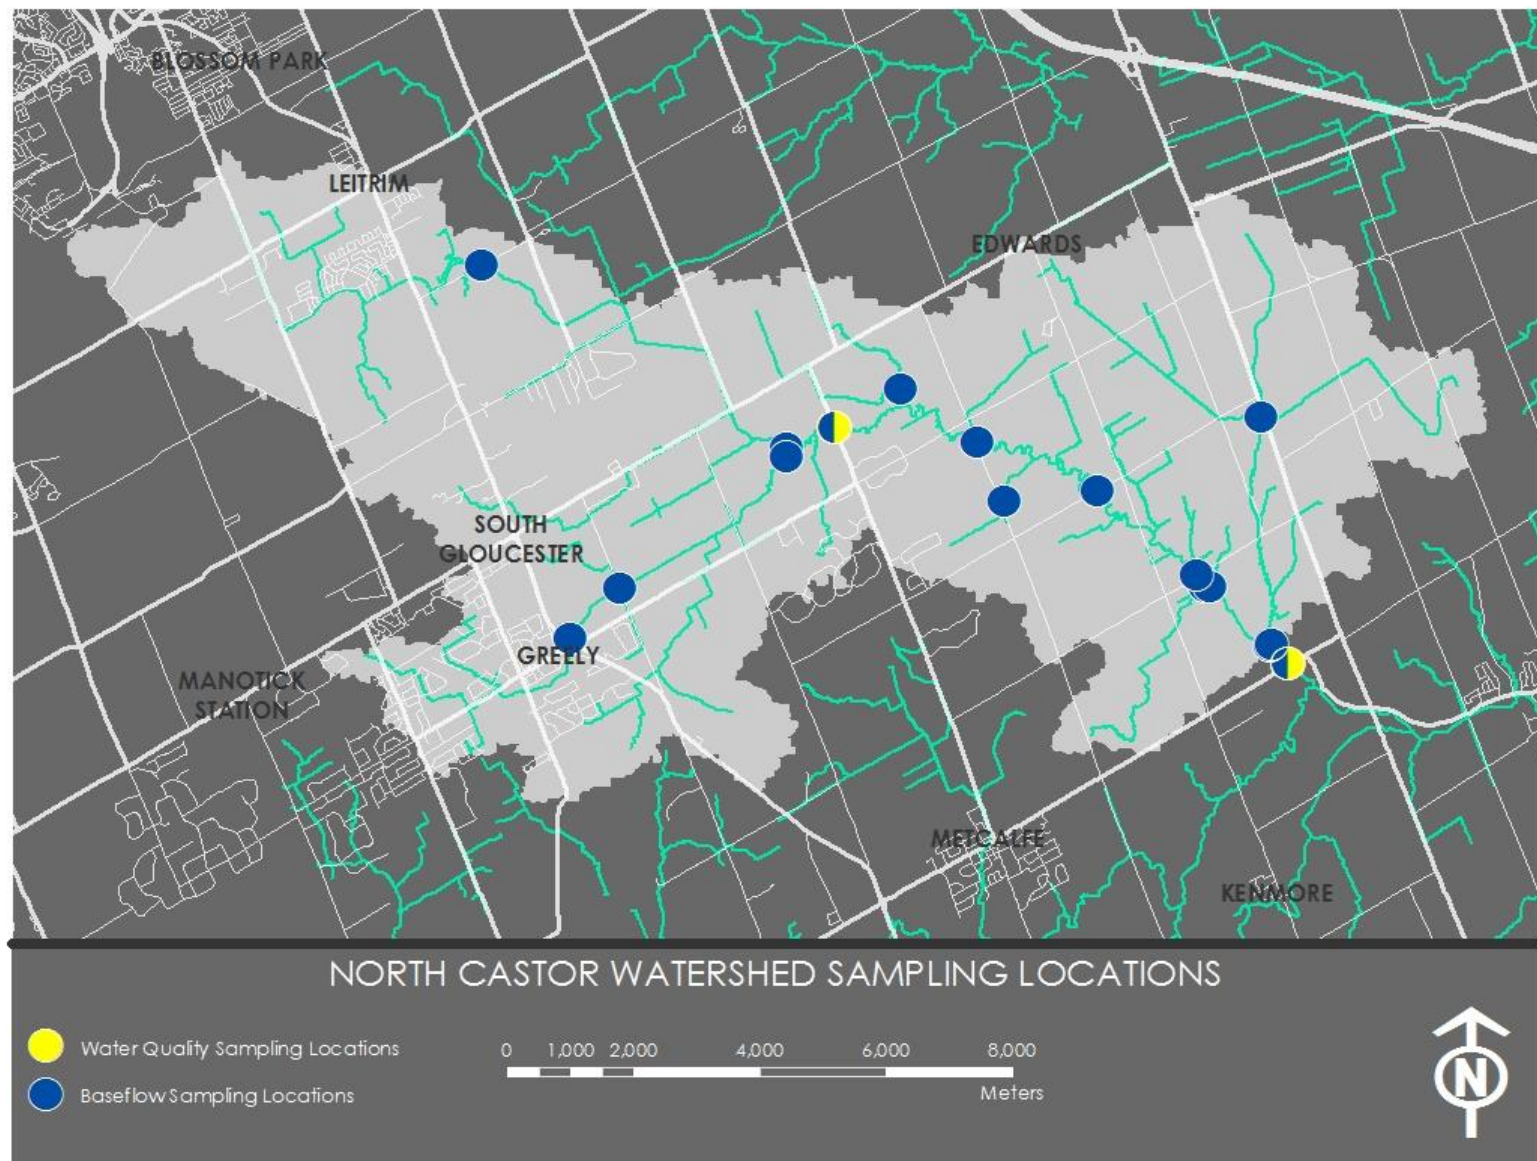 BLOSSOM PARK
LEITRIM
EDWARDS
SOUTH
GLOUCESTER
GREELY
MANOTICK
STATION
METCALFE
KENMORE
NORTH CASTOR WATERSHED SAMPLING LOCATIONS
Water Quality Sampling Locations
Baseflow Sampling Locations
0 1,000 2,000 4,000 6,000 8,000
Meters
N